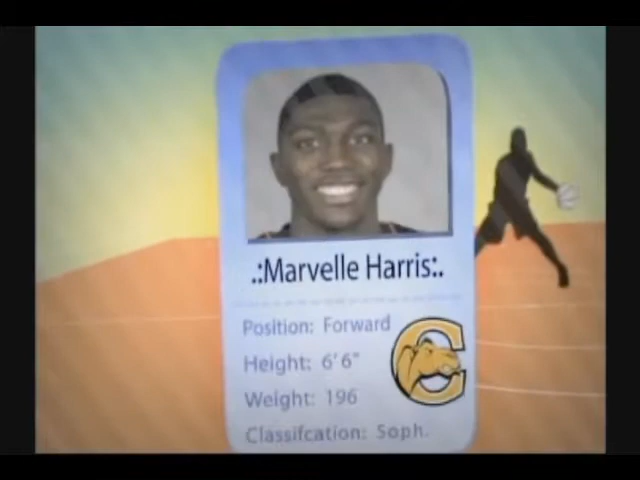 .:Marvelle Harris:.
Position: Forward
Height: 6'6"
Weight: 196
Classifcation: Soph.
C